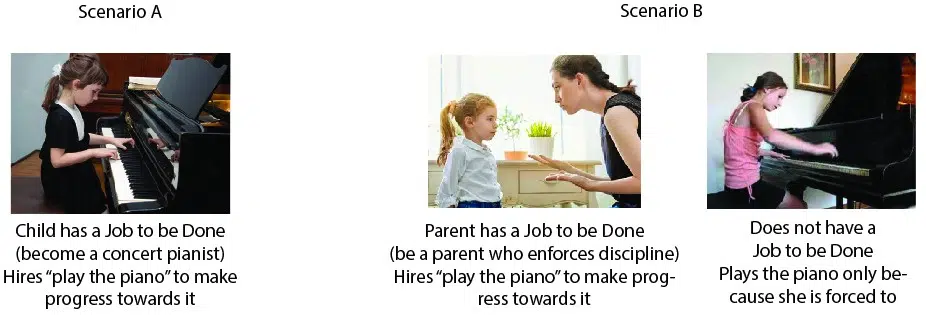 Scenario A
Child has a Job to be Done
(become a concert pianist)
Hires “play the piano” to make
progress towards it
Scenario B
Parent has a Job to be Done
(be a parent who enforces discipline)
Hires “play the piano” to make prog-
ress towards it
Does not have a
Job to be Done
Plays the piano only be-
cause she is forced to